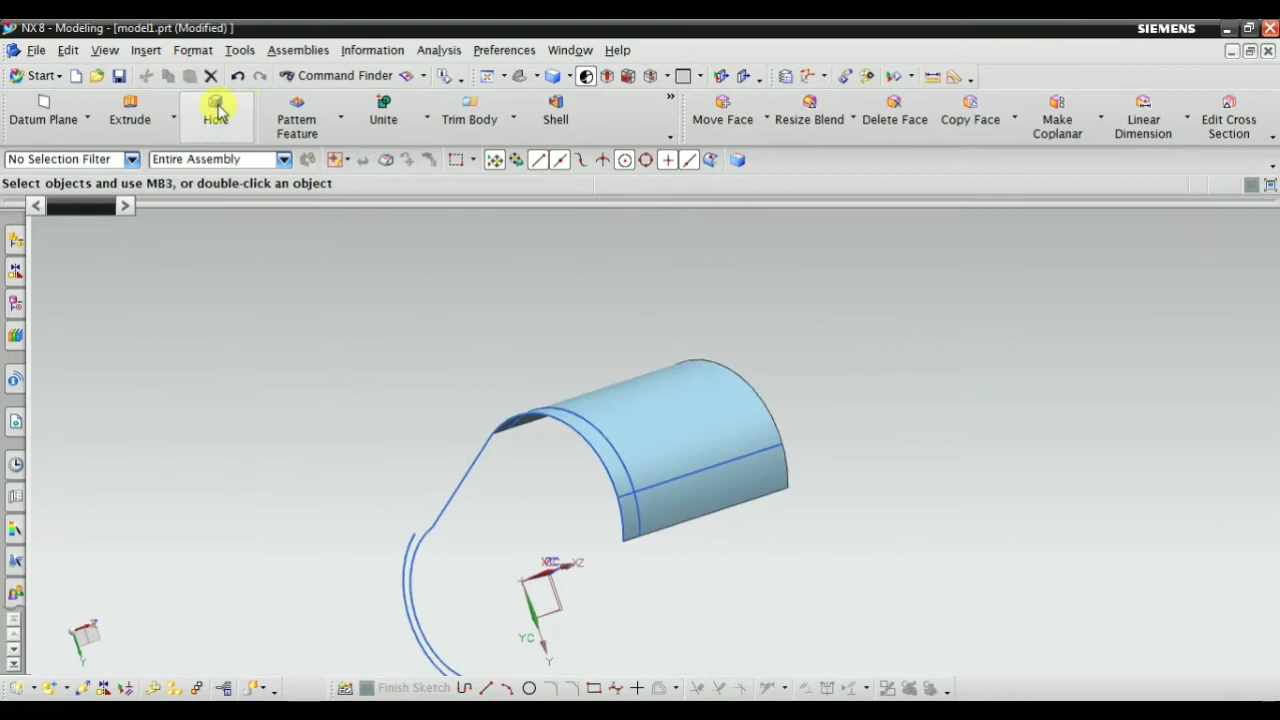 NX 8 - Modeling - [model1.prt (Modified) ]
SIEMENS
File Edit View Insert Format Tools Assemblies Information Analysis Preferences Window Help
Start
Command Finder
Datum Plane Extrude Hole Pattern Feature Unite Trim Body Shell Move Face Resize Blend Delete Face Copy Face Make Coplanar Linear Dimension Edit Cross Section
No Selection Filter Entire Assembly
Select objects and use MB3, or double-click an object
XZ
YC
Y
Y
Finish Sketch